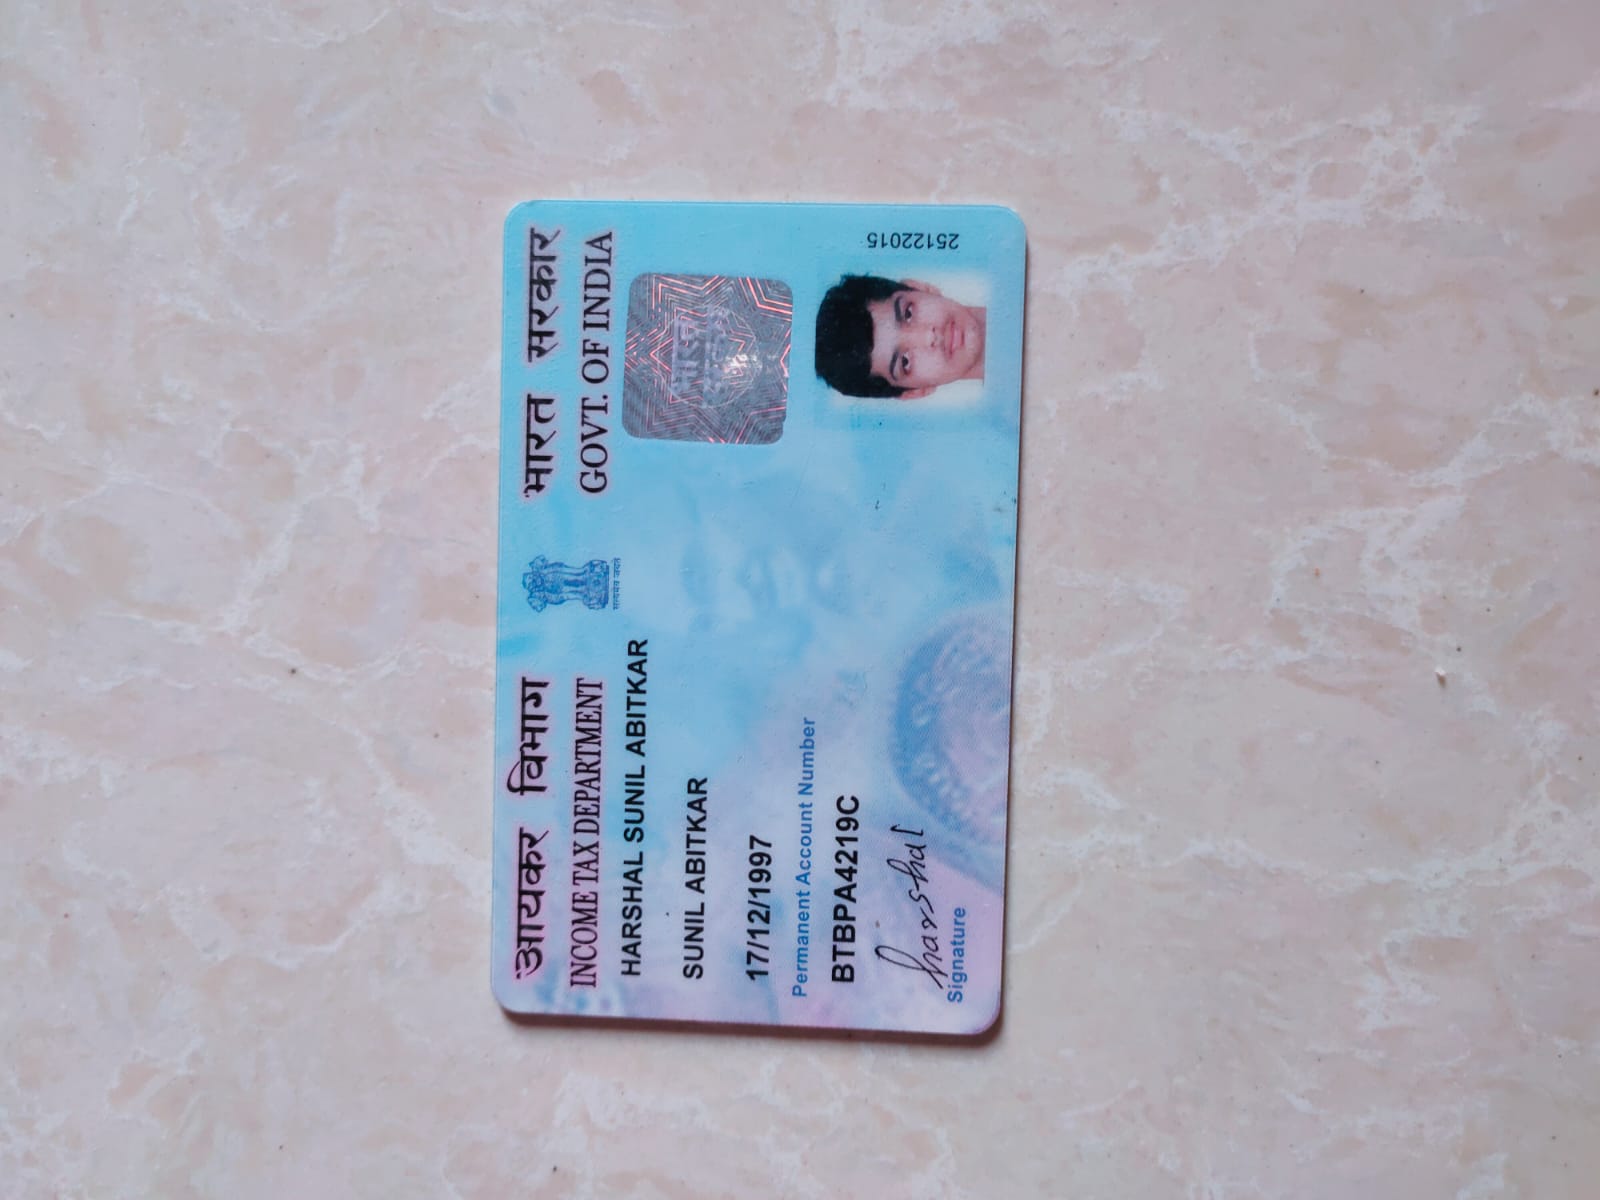 आयकर विभाग
INCOME TAX DEPARTMENT
सत्यमेव जयते
भारत सरकार
GOVT. OF INDIA
HARSHAL SUNIL ABITKAR
SUNIL ABITKAR
17/12/1997
Permanent Account Number
BTBPA4219C
harshal
Signature
भारत
25122015